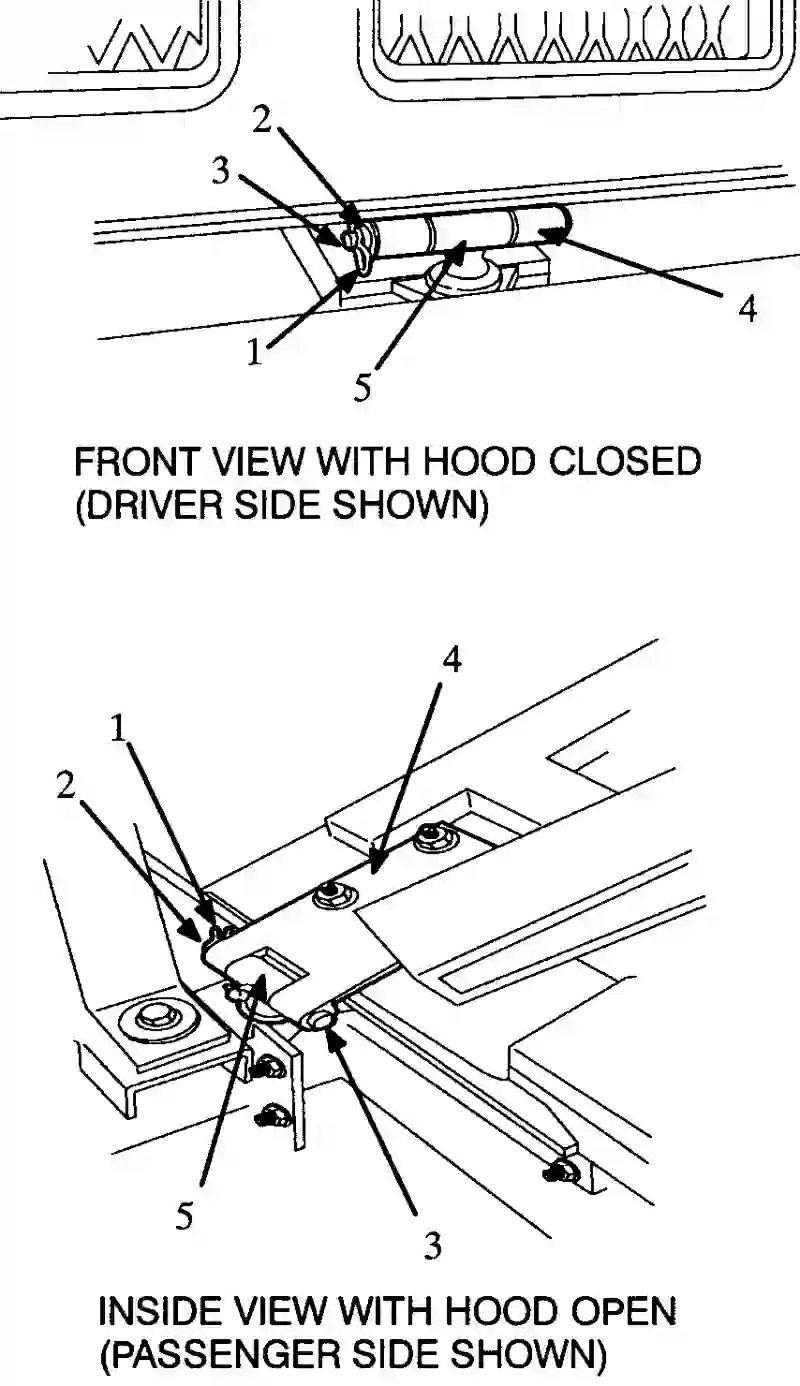 2
3
1
5
4
FRONT VIEW WITH HOOD CLOSED
(DRIVER SIDE SHOWN)
4
1
2
5
3
INSIDE VIEW WITH HOOD OPEN
(PASSENGER SIDE SHOWN)